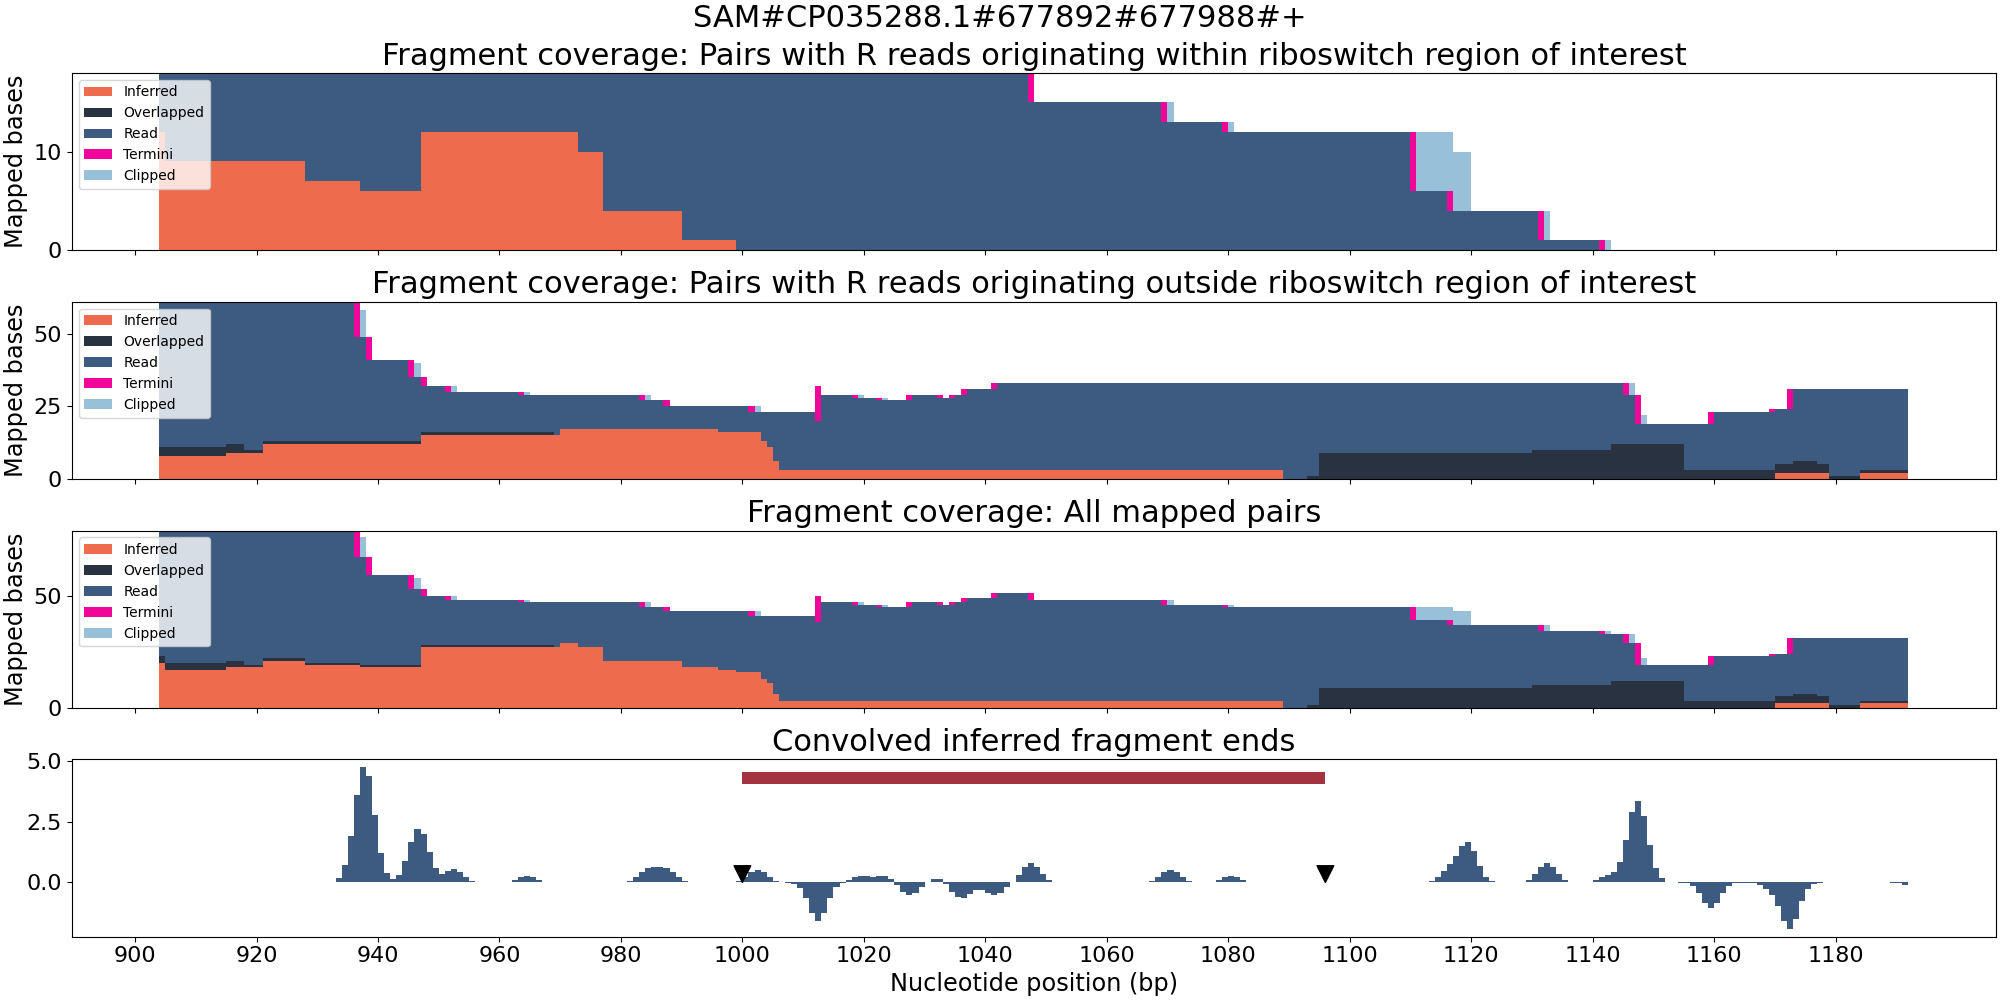 SAM#CP035288.1#677892#677988#+
Fragment coverage: Pairs with R reads originating within riboswitch region of interest
Mapped bases
10
0
Inferred
Overlapped
Read
Termini
Clipped
Fragment coverage: Pairs with R reads originating outside riboswitch region of interest
Mapped bases
50
25
0
Inferred
Overlapped
Read
Termini
Clipped
Fragment coverage: All mapped pairs
Mapped bases
50
0
Inferred
Overlapped
Read
Termini
Clipped
Convolved inferred fragment ends
5.0
2.5
0.0
900 920 940 960 980 1000 1020 1040 1060 1080 1100 1120 1140 1160 1180
Nucleotide position (bp)